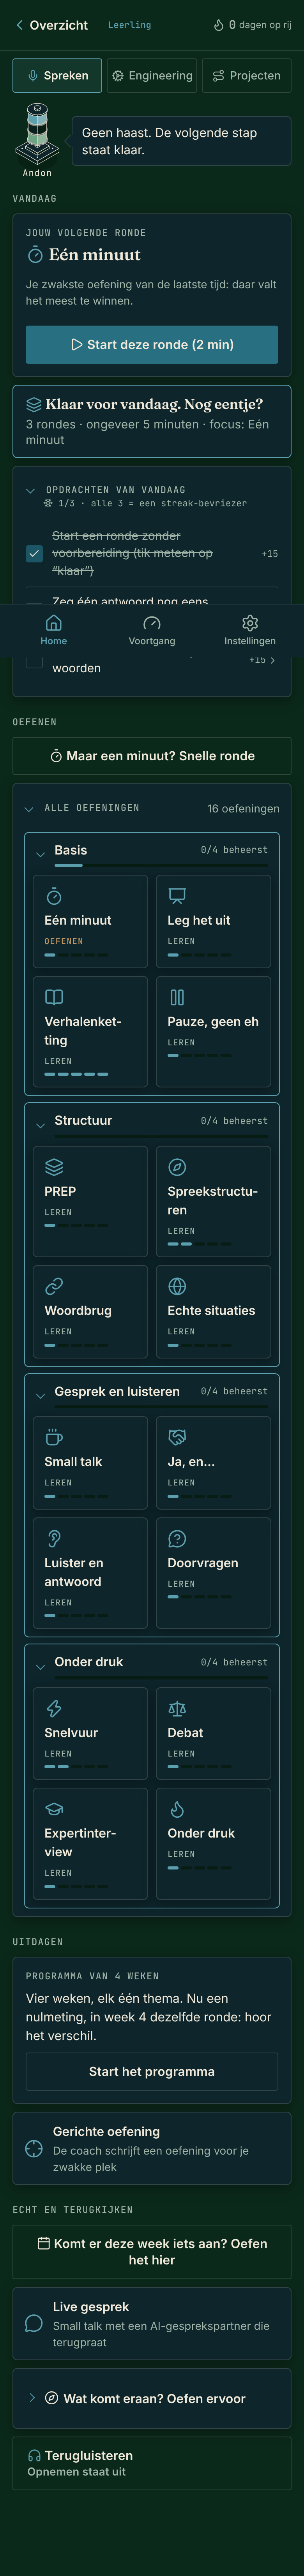 Overzicht Leerling 0 dagen op rij
Spreken Engineering Projecten
Geen haast. De volgende stap
staat klaar.
Andon
VANDAAG
JOUW VOLGENDE RONDE
Eén minuut
Je zwakste oefening van de laatste tijd: daar valt
het meest te winnen.
Start deze ronde (2 min)
Klaar voor vandaag. Nog eentje?
3 rondes · ongeveer 5 minuten · focus: Eén
minuut
OPDRACHTEN VAN VANDAAG
1/3 · alle 3 = een streak-bevriezer
Start een ronde zonder
voorbereiding (tik meteen op +15
“klaar”)
Zeg één antwoord nog eens
Home Voortgang Instellingen
woorden +15
OEFENEN
Maar een minuut? Snelle ronde
ALLE OEFENINGEN 16 oefeningen
Basis 0/4 beheerst
Eén minuut
OEFENEN
Leg het uit
LEREN
Verhalenket-
ting
LEREN
Pauze, geen eh
LEREN
Structuur 0/4 beheerst
PREP
LEREN
Spreekstructu-
ren
LEREN
Woordbrug
LEREN
Echte situaties
LEREN
Gesprek en luisteren 0/4 beheerst
Small talk
LEREN
Ja, en...
LEREN
Luister en
antwoord
LEREN
Doorvragen
LEREN
Onder druk 0/4 beheerst
Snelvuur
LEREN
Debat
LEREN
Expertinter-
view
LEREN
Onder druk
LEREN
UITDAGEN
PROGRAMMA VAN 4 WEKEN
Vier weken, elk één thema. Nu een
nulmeting, in week 4 dezelfde ronde: hoor
het verschil.
Start het programma
Gerichte oefening
De coach schrijft een oefening voor je
zwakke plek
ECHT EN TERUGKIJKEN
Komt er deze week iets aan? Oefen
het hier
Live gesprek
Small talk met een AI-gesprekspartner die
terugpraat
Wat komt eraan? Oefen ervoor
Terugluisteren
Opnemen staat uit